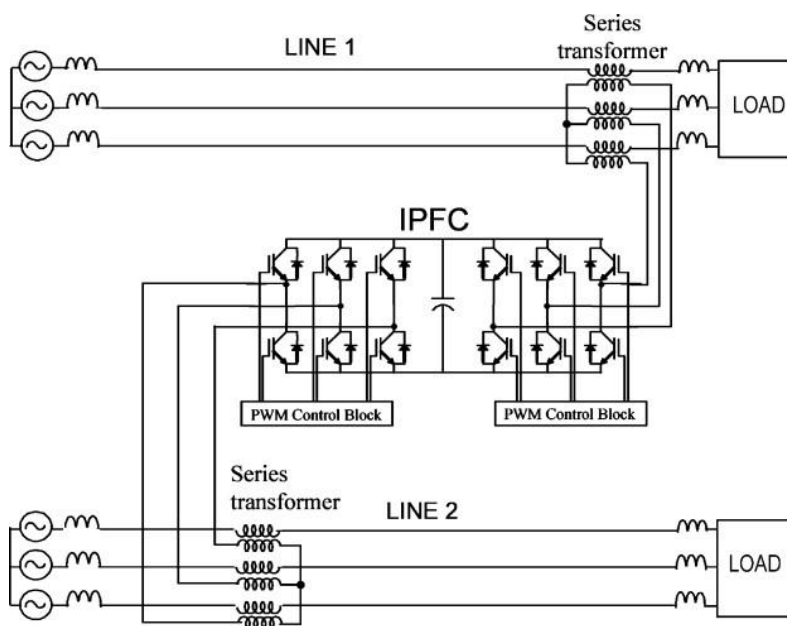 Series
transformer
LINE 1
LOAD
IPFC
PWM Control Block
PWM Control Block
Series
transformer
LINE 2
LOAD